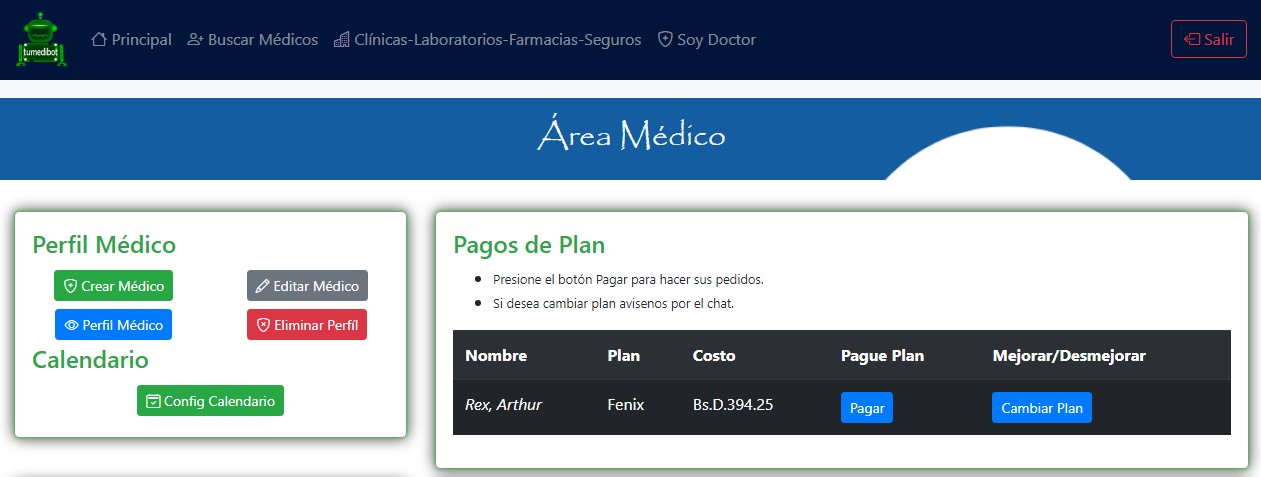 tumedibot
Principal Buscar Médicos Clínicas-Laboratorios-Farmacias-Seguros Soy Doctor Salir
Área Médico
Perfil Médico
Crear Médico Editar Médico
Perfil Médico Eliminar Perfíl
Calendario
Config Calendario
Pagos de Plan
Presione el botón Pagar para hacer sus pedidos.
Si desea cambiar plan avisenos por el chat.
Nombre Plan Costo Pague Plan Mejorar/Desmejorar
Rex, Arthur Fenix Bs.D.394.25 Pagar Cambiar Plan